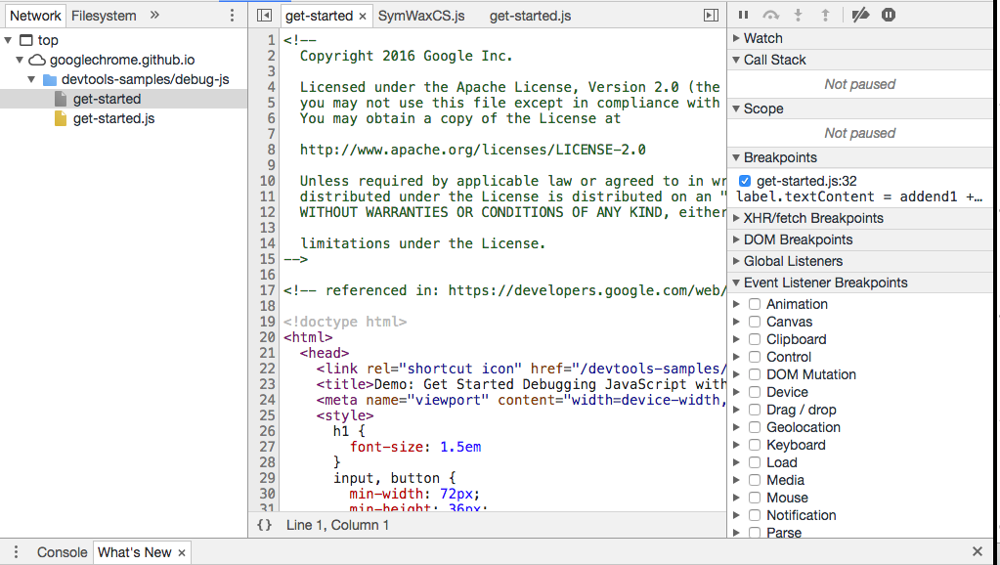 Network Filesystem »
get-started × SymWaxCS.js get-started.js
top
googlechrome.github.io
devtools-samples/debug-js
get-started
get-started.js
1 <!--
2 Copyright 2016 Google Inc.
3
4 Licensed under the Apache License, Version 2.0 (the
5 you may not use this file except in compliance with
6 You may obtain a copy of the License at
7
8 http://www.apache.org/licenses/LICENSE-2.0
9
10 Unless required by applicable law or agreed to in wr
11 distributed under the License is distributed on an "
12 WITHOUT WARRANTIES OR CONDITIONS OF ANY KIND, either
13
14 limitations under the License.
15 -->
16
17 <!-- referenced in: https://developers.google.com/web/
18
19 <!doctype html>
20 <html>
21 <head>
22 <link rel="shortcut icon" href="/devtools-samples/
23 <title>Demo: Get Started Debugging JavaScript with
24 <meta name="viewport" content="width=device-width,
25 <style>
26 h1 {
27 font-size: 1.5em
28 }
29 input, button {
30 min-width: 72px;
31 min-height: 36px;
{} Line 1, Column 1
Watch
Call Stack
Not paused
Scope
Not paused
Breakpoints
get-started.js:32
label.textContent = addend1 +…
XHR/fetch Breakpoints
DOM Breakpoints
Global Listeners
Event Listener Breakpoints
Animation
Canvas
Clipboard
Control
DOM Mutation
Device
Drag / drop
Geolocation
Keyboard
Load
Media
Mouse
Notification
Parse
Console What's New × ×